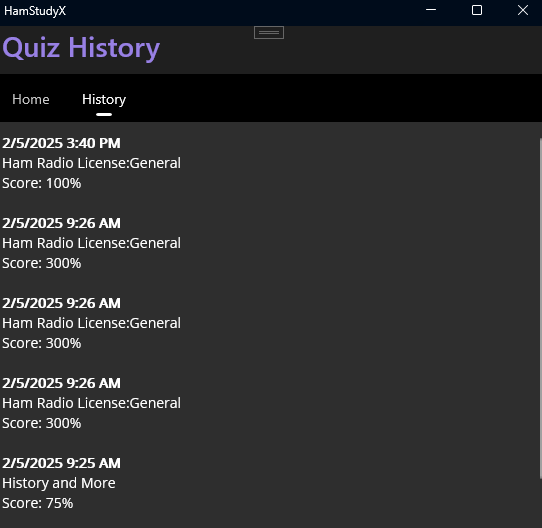 HamStudyX
Quiz History
Home History
2/5/2025 3:40 PM
Ham Radio License:General
Score: 100%
2/5/2025 9:26 AM
Ham Radio License:General
Score: 300%
2/5/2025 9:26 AM
Ham Radio License:General
Score: 300%
2/5/2025 9:26 AM
Ham Radio License:General
Score: 300%
2/5/2025 9:25 AM
History and More
Score: 75%